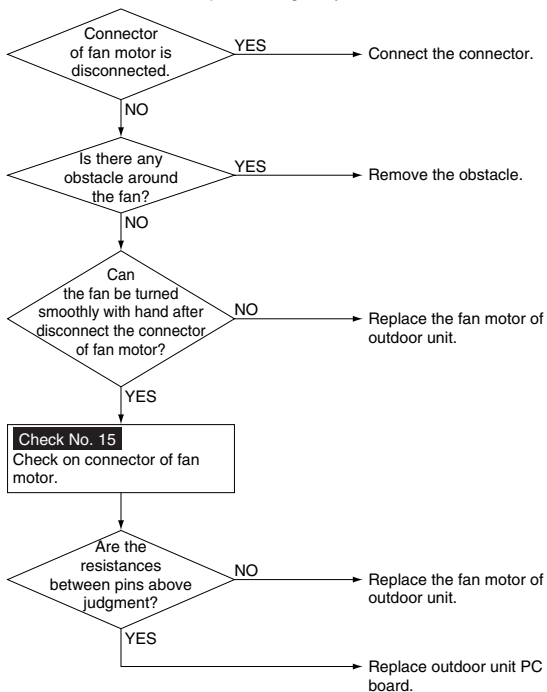 Connector
of fan motor is
disconnected.
YES
Connect the connector.
NO
Is there any
obstacle around
the fan?
YES
Remove the obstacle.
NO
Can
the fan be turned
smoothly with hand after
disconnect the connector
of fan motor?
NO
Replace the fan motor of
outdoor unit.
YES
Check No. 15
Check on connector of fan
motor.
Are the
resistances
between pins above
judgment?
NO
Replace the fan motor of
outdoor unit.
YES
Replace outdoor unit PC
board.